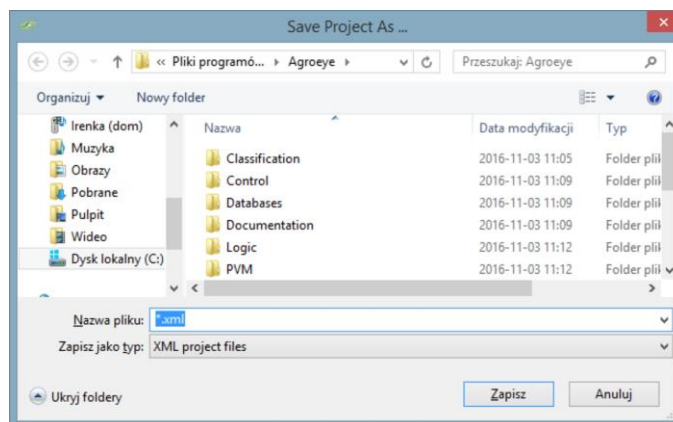 Save Project As ...
« Pliki programó... Agroeye
Przeszukaj: Agroeye
Organizuj Nowy folder
Irenka (dom)
Muzyka
Obrazy
Pobrane
Pulpit
Wideo
Dysk lokalny (C:)
Nazwa Data modyfikacji Typ
Classification 2016-11-03 11:05 Folder plik
Control 2016-11-03 11:09 Folder plik
Databases 2016-11-03 11:09 Folder plik
Documentation 2016-11-03 11:09 Folder plik
Logic 2016-11-03 11:12 Folder plik
PVM 2016-11-03 11:12 Folder plik
Nazwa pliku: *.xml
Zapisz jako typ: XML project files
Ukryj foldery Zapisz Anuluj